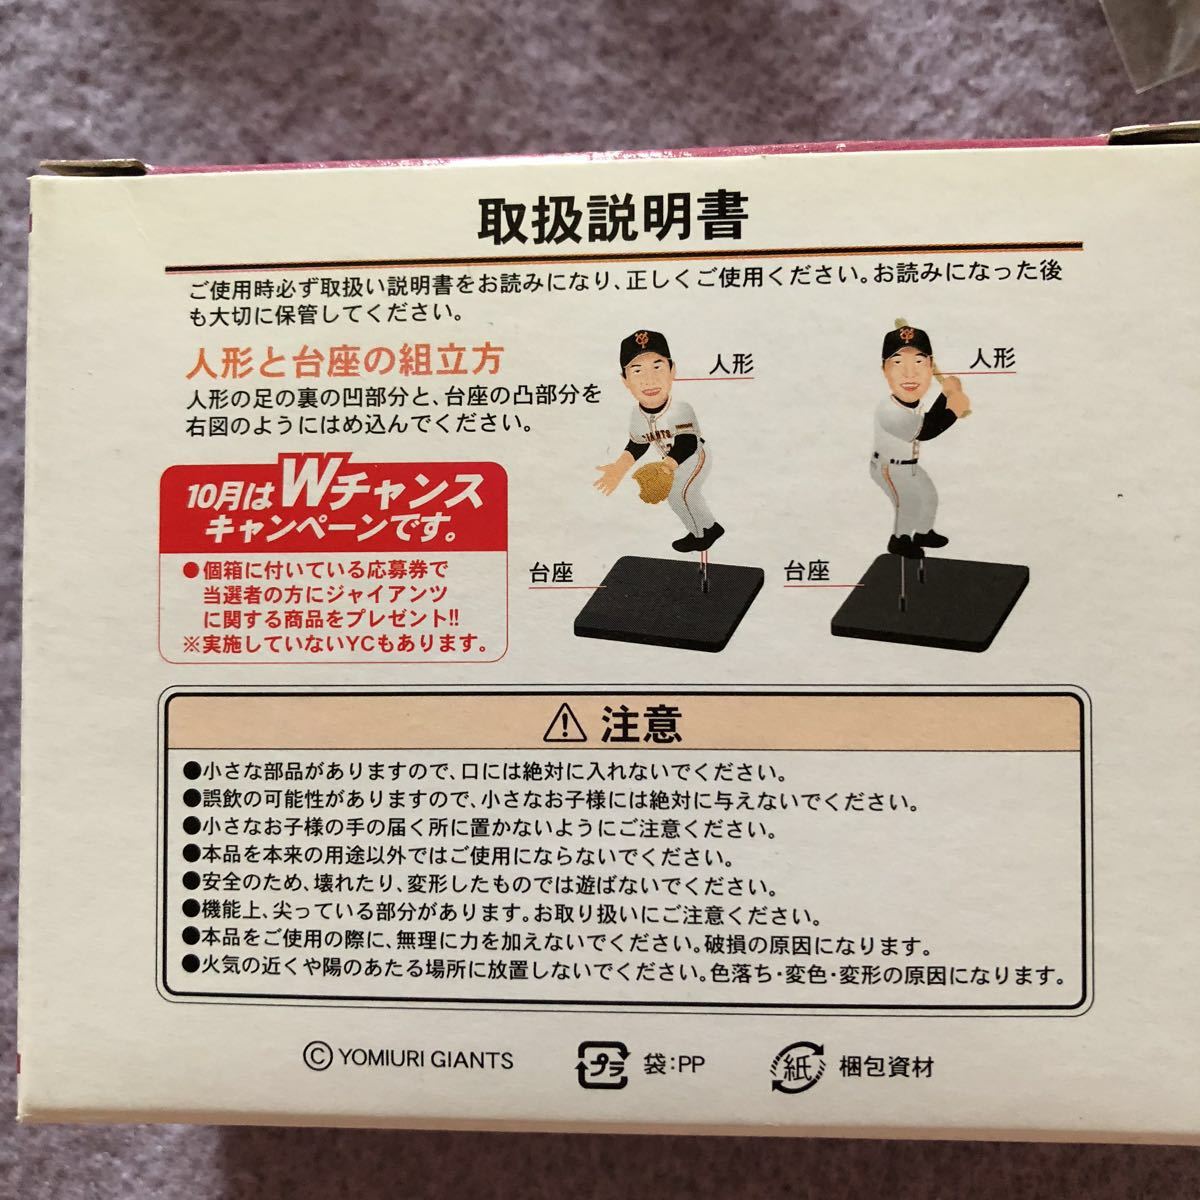 取扱説明書
ご使用時必ず取扱い説明書をお読みになり、正しくご使用ください。お読みになった後
も大切に保管してください。
人形と台座の組立方
人形の足の裏の凹部分と、台座の凸部分を
右図のようにはめ込んでください。
10月はWチャンス
キャンペーンです。
●個箱に付いている応募券で
当選者の方にジャイアンツ
に関する商品をプレゼント!!
※実施していないYCもあります。
人形
台座
人形
台座
GIANTS
注意
●小さな部品がありますので、口には絶対に入れないでください。
●誤飲の可能性がありますので、小さなお子様には絶対に与えないでください。
●小さなお子様の手の届く所に置かないようにご注意ください。
●本品を本来の用途以外ではご使用にならないでください。
●安全のため、壊れたり、変形したものでは遊ばないでください。
●機能上、尖っている部分があります。お取り扱いにご注意ください。
●本品をご使用の際に、無理に力を加えないでください。破損の原因になります。
●火気の近くや陽のあたる場所に放置しないでください。色落ち・変色・変形の原因になります。
© YOMIURI GIANTS
プラ 袋:PP
紙 梱包資材